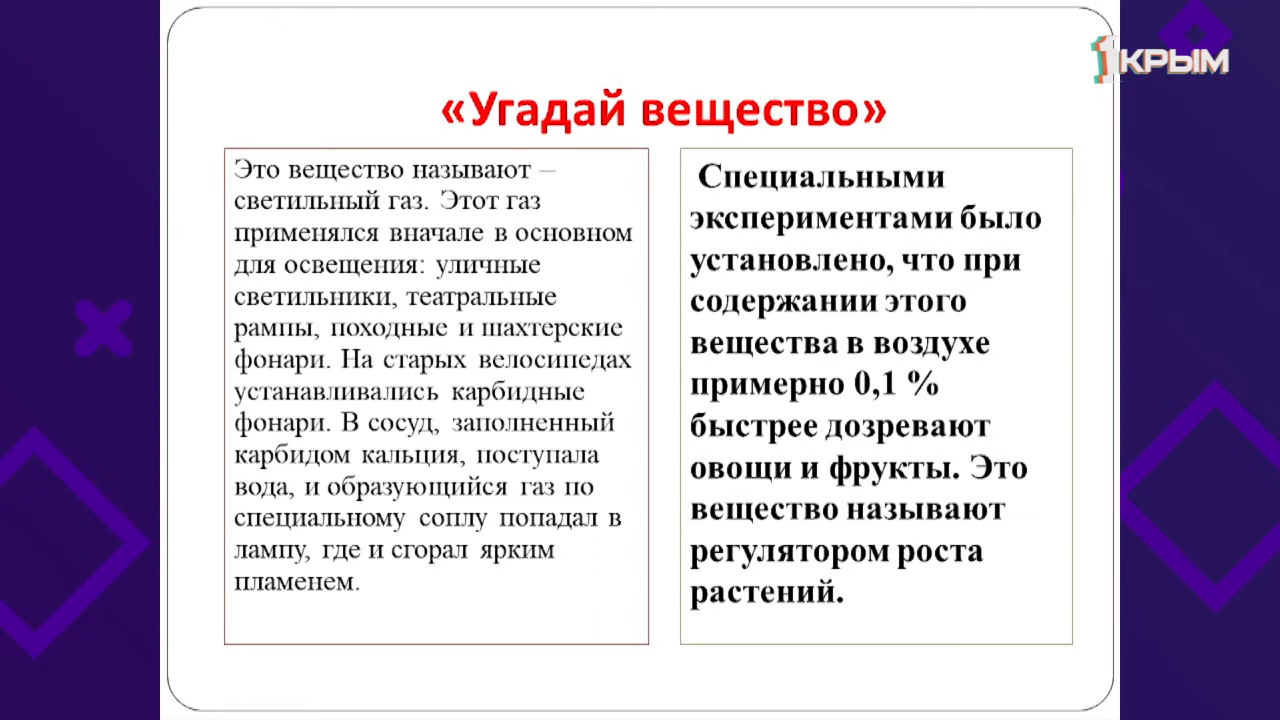 1КРЫМ
«Угадай вещество»
Это вещество называют –
светильный газ. Этот газ
применялся вначале в основном
для освещения: уличные
светильники, театральные
рампы, походные и шахтерские
фонари. На старых велосипедах
устанавливались карбидные
фонари. В сосуд, заполненный
карбидом кальция, поступала
вода, и образующийся газ по
специальному соплу попадал в
лампу, где и сгорал ярким
пламенем.
Специальными
экспериментами было
установлено, что при
содержании этого
вещества в воздухе
примерно 0,1 %
быстрее дозревают
овощи и фрукты. Это
вещество называют
регулятором роста
растений.